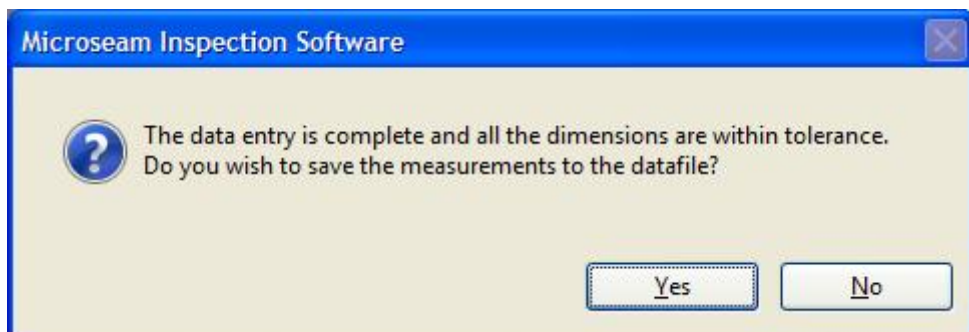 Microseam Inspection Software
The data entry is complete and all the dimensions are within tolerance.
Do you wish to save the measurements to the datafile?
Yes
No